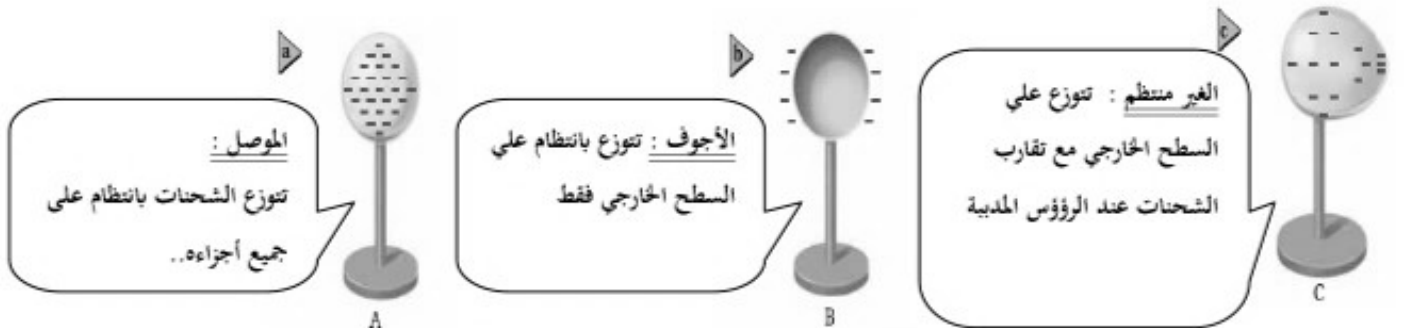 a
الموصل :
تتوزع الشحنات بانتظام على
جميع أجزاءه..
A
b
الأجوف : تتوزع بانتظام علي
السطح الخارجي فقط
B
c
الغير منتظم : تتوزع علي
السطح الخارجي مع تقارب
الشحنات عند الرؤؤس المدببة
C